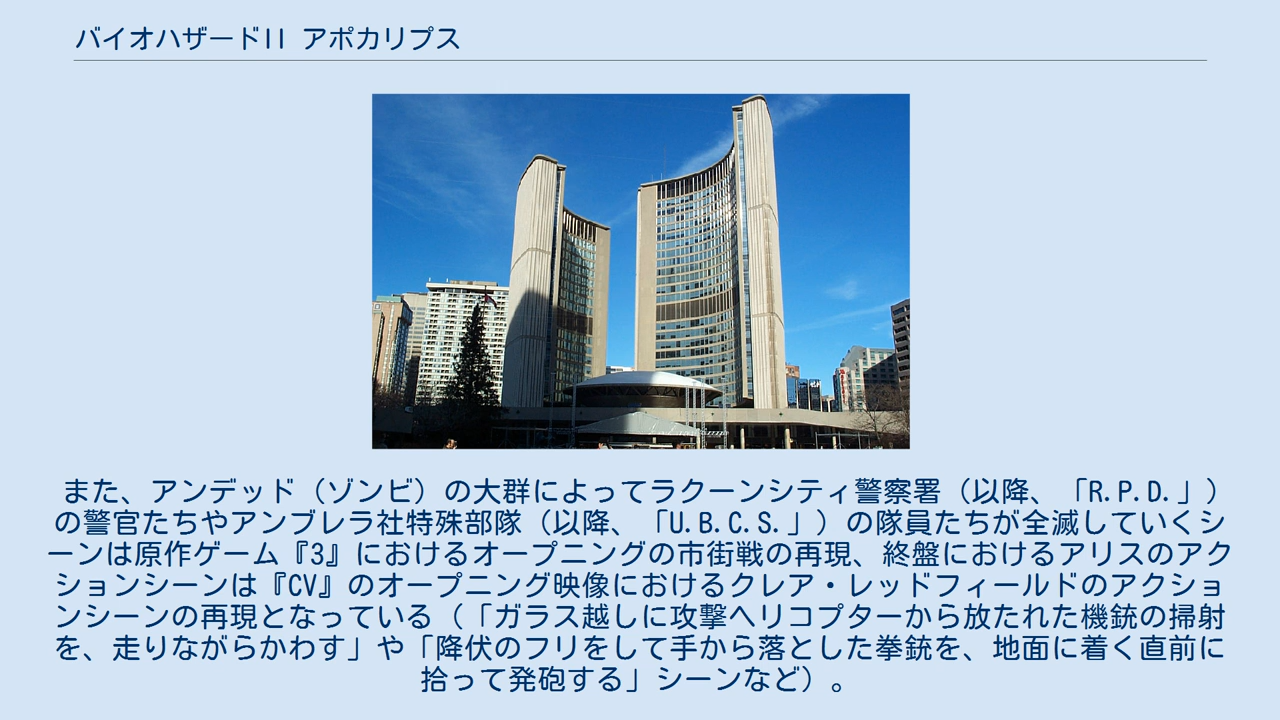 バイオハザードII アポカリプス
また、アンデッド（ゾンビ）の大群によってラクーンシティ警察署（以降、「R.P.D.」）
の警官たちやアンブレラ社特殊部隊（以降、「U.B.C.S.」）の隊員たちが全滅していくシ
ーンは原作ゲーム『3』におけるオープニングの市街戦の再現、終盤におけるアリスのアク
ションシーンは『CV』のオープニング映像におけるクレア・レッドフィールドのアクショ
ンシーンの再現となっている（「ガラス越しに攻撃ヘリコプターから放たれた機銃の掃射
を、走りながらかわす」や「降伏のフリをして手から落とした拳銃を、地面に着く直前に
拾って発砲する」シーンなど）。